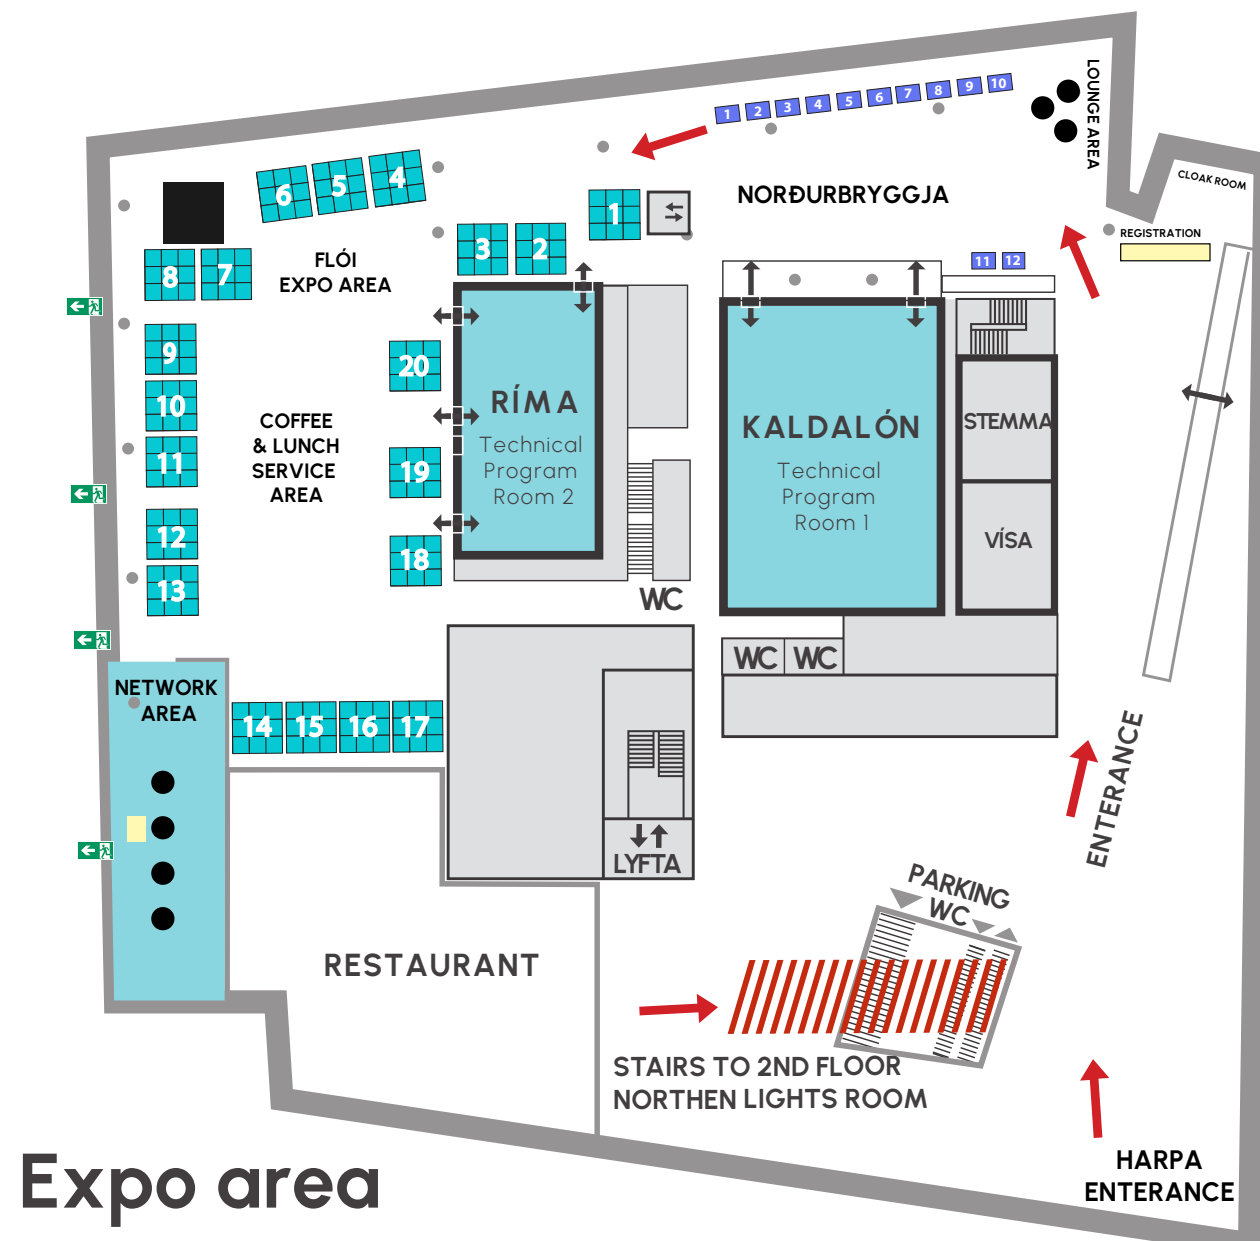 LOUNGE AREA
1 2 3 4 5 6 7 8 9 10
CLOAK ROOM
6 5 4
1
NORÐURBRYGGJA
REGISTRATION
3 2
8 7
FLÓI
EXPO AREA
11 12
9
20
10
RÍMA
Technical
Program
Room 2
KALDALÓN
Technical
Program
Room 1
STEMMA
VÍSA
COFFEE
& LUNCH
SERVICE
AREA
11
19
12
18
13
WC
WC WC
NETWORK
AREA
14 15 16 17
ENTERANCE
LYFTA
PARKING
WC
RESTAURANT
STAIRS TO 2ND FLOOR
NORTHEN LIGHTS ROOM
HARPA
ENTERANCE
Expo area